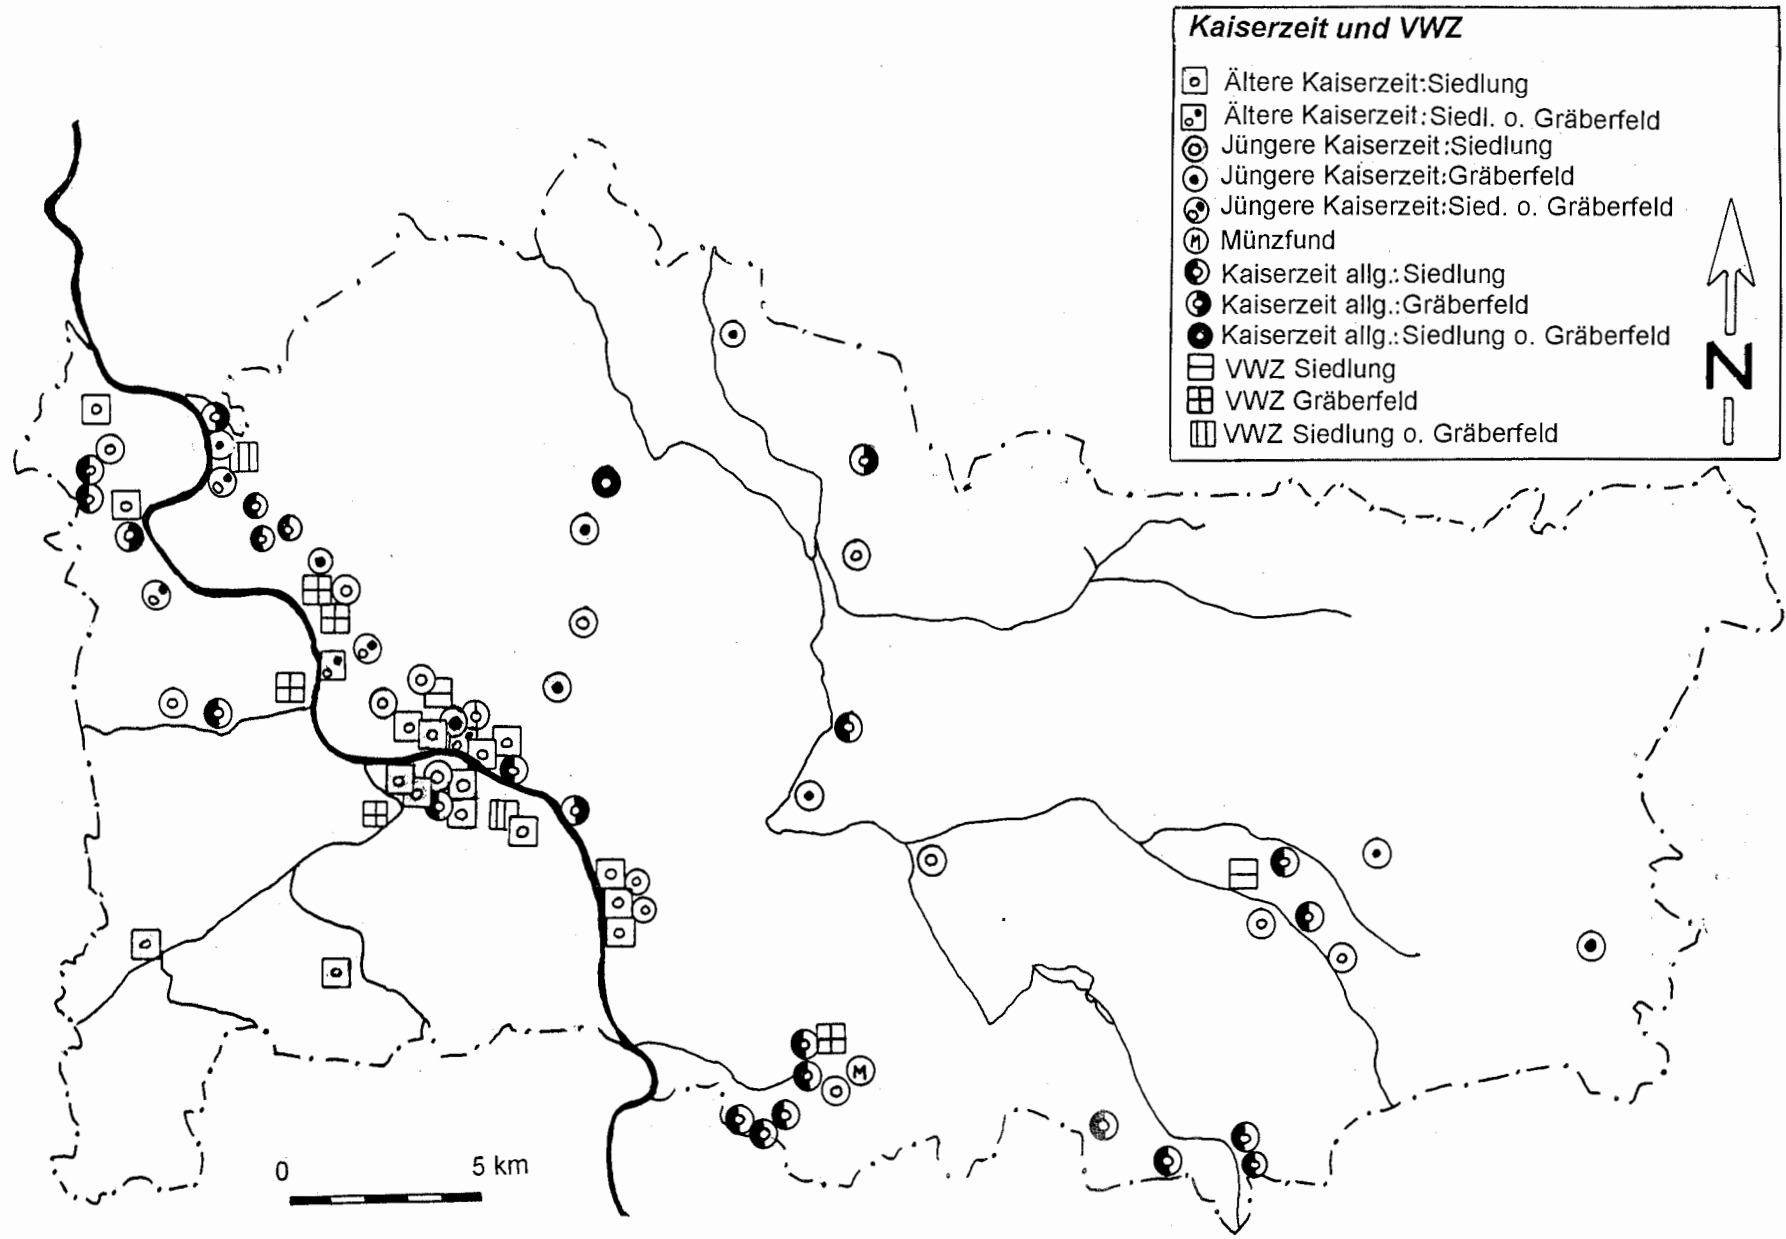 Kaiserzeit und VWZ
Ältere Kaiserzeit:Siedlung
Ältere Kaiserzeit:Siedl. o. Gräberfeld
Jüngere Kaiserzeit:Siedlung
Jüngere Kaiserzeit:Gräberfeld
Jüngere Kaiserzeit:Sied. o. Gräberfeld
M Münzfund
Kaiserzeit allg.:Siedlung
Kaiserzeit allg.:Gräberfeld
Kaiserzeit allg.:Siedlung o. Gräberfeld
VWZ Siedlung
VWZ Gräberfeld
VWZ Siedlung o. Gräberfeld
N
M
0 5 km